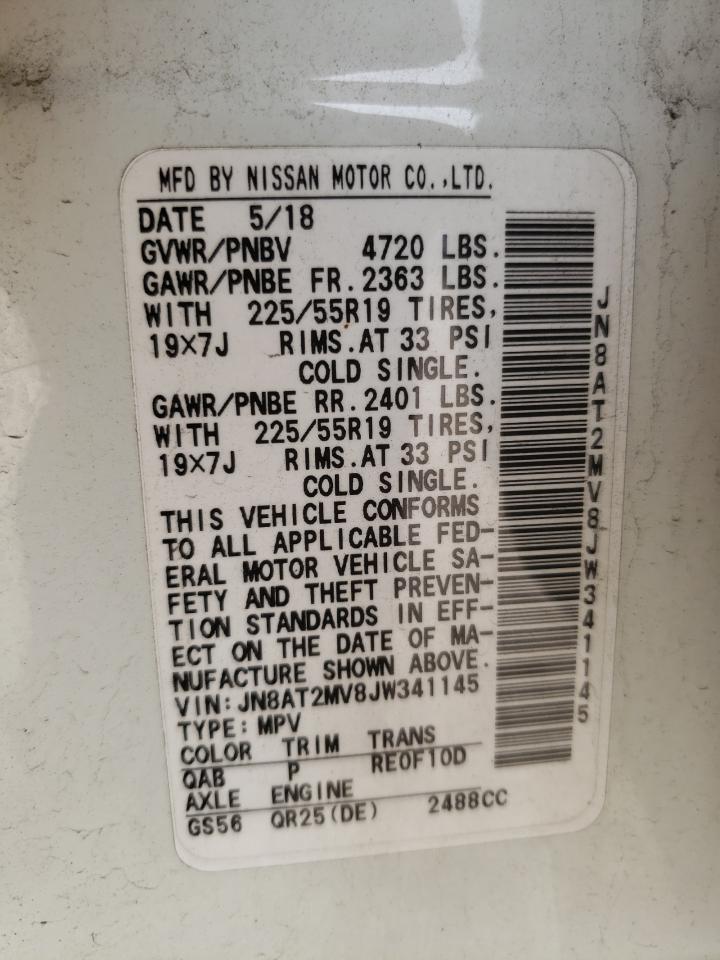 MFD BY NISSAN MOTOR CO.,LTD.
DATE 5/18
GVWR/PNBV 4720 LBS.
GAWR/PNBE FR.2363 LBS.
WITH 225/55R19 TIRES,
19×7J RIMS.AT 33 PSI
COLD SINGLE.
GAWR/PNBE RR.2401 LBS.
WITH 225/55R19 TIRES,
19×7J RIMS.AT 33 PSI
COLD SINGLE.
THIS VEHICLE CONFORMS
TO ALL APPLICABLE FED-
ERAL MOTOR VEHICLE SA-
FETY AND THEFT PREVEN-
TION STANDARDS IN EFF-
ECT ON THE DATE OF MA-
NUFACTURE SHOWN ABOVE.
VIN:JN8AT2MV8JW341145
TYPE:MPV
COLOR TRIM TRANS
QAB P RE0F10D
AXLE ENGINE
GS56 QR25(DE) 2488CC
JN8AT2MV8JW341145